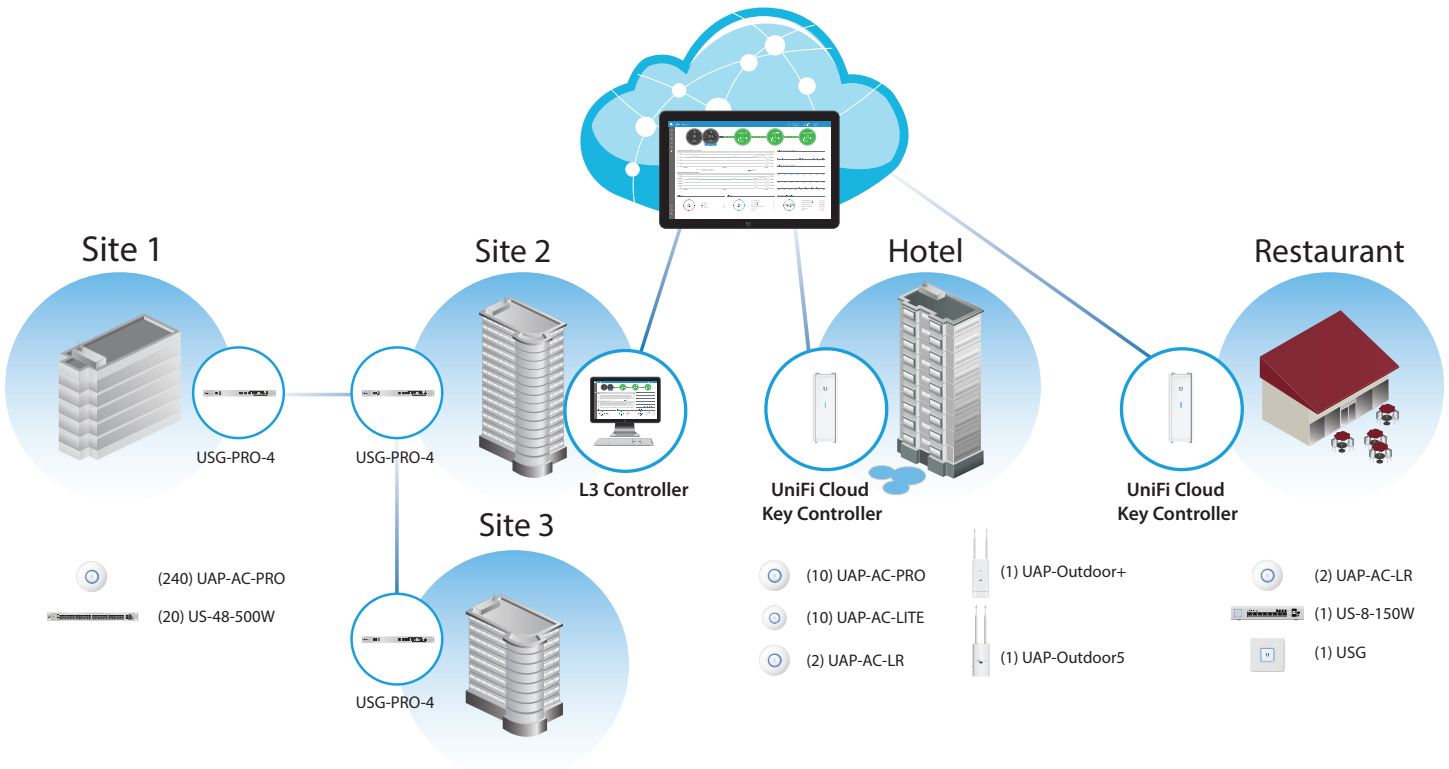 Site 1
Site 2
Hotel
Restaurant
USG-PRO-4
USG-PRO-4
L3 Controller
UniFi Cloud
Key Controller
UniFi Cloud
Key Controller
Site 3
USG-PRO-4
(240) UAP-AC-PRO
(20) US-48-500W
(10) UAP-AC-PRO
(10) UAP-AC-LITE
(2) UAP-AC-LR
(1) UAP-Outdoor+
(1) UAP-Outdoor5
(2) UAP-AC-LR
(1) US-8-150W
(1) USG